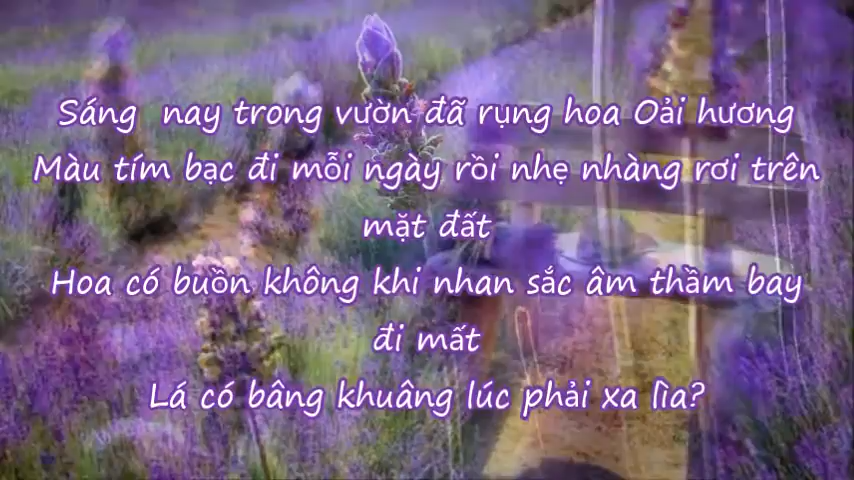 Sáng nay trong vườn đã rụng hoa Oải hương
Màu tím bạc đi mỗi ngày rồi nhẹ nhàng rơi trên
mặt đất
Hoa có buồn không khi nhan sắc âm thầm bay
đi mất
Lá có bâng khuâng lúc phải xa lìa?